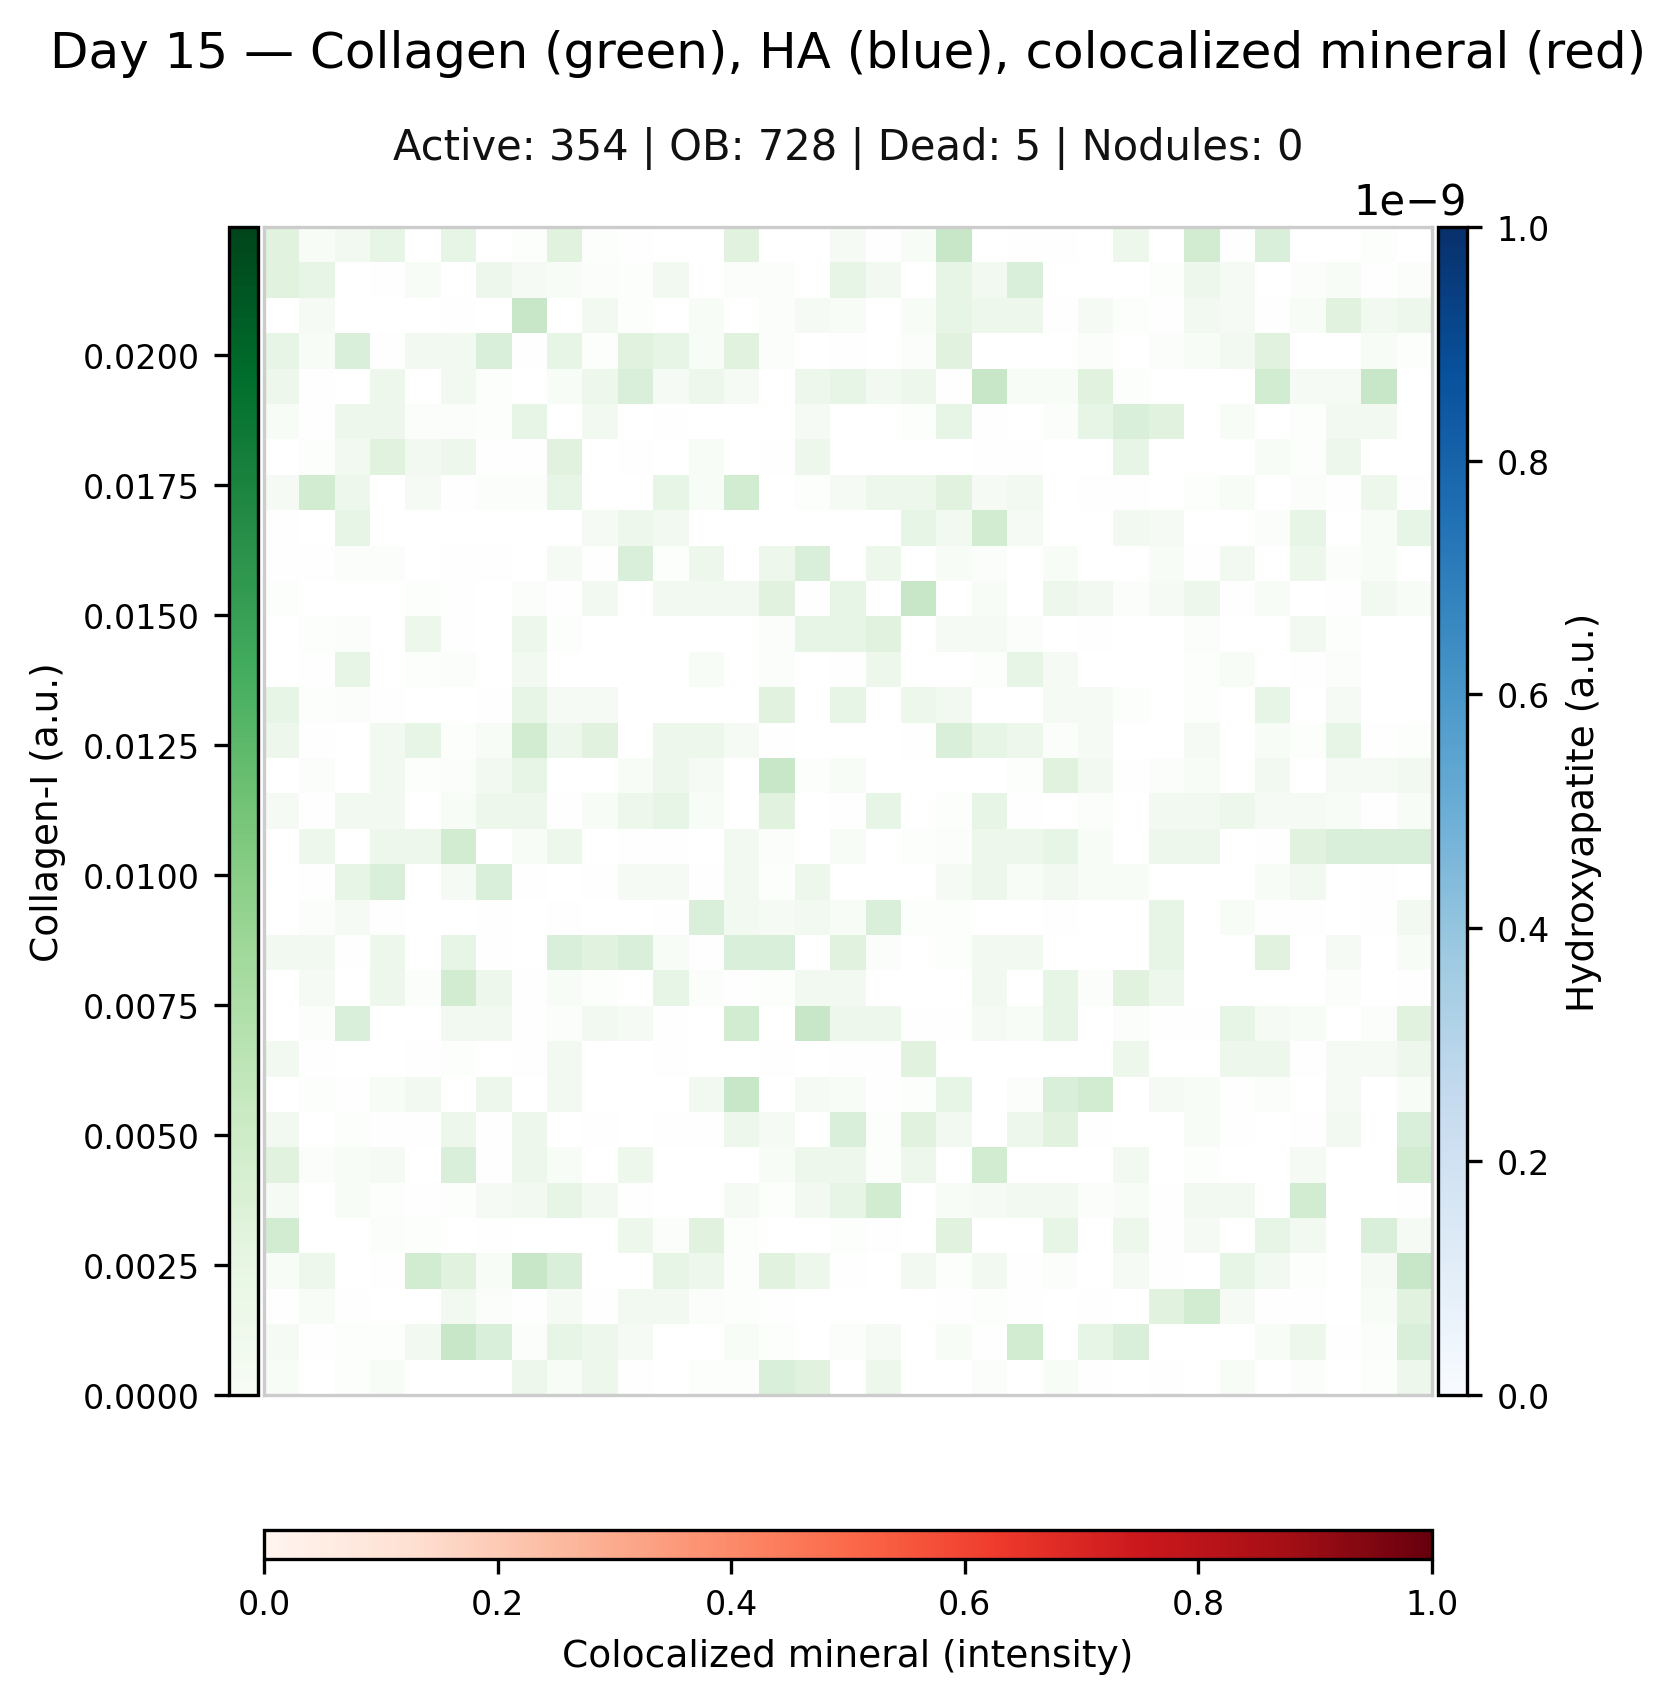 Day 15 — Collagen (green), HA (blue), colocalized mineral (red)
Active: 354 | OB: 728 | Dead: 5 | Nodules: 0
1e−9
0.0200
0.0175
0.0150
0.0125
0.0100
0.0075
0.0050
0.0025
0.0000
Collagen-I (a.u.)
1.0
0.8
0.6
0.4
0.2
0.0
Hydroxyapatite (a.u.)
0.0 0.2 0.4 0.6 0.8 1.0
Colocalized mineral (intensity)